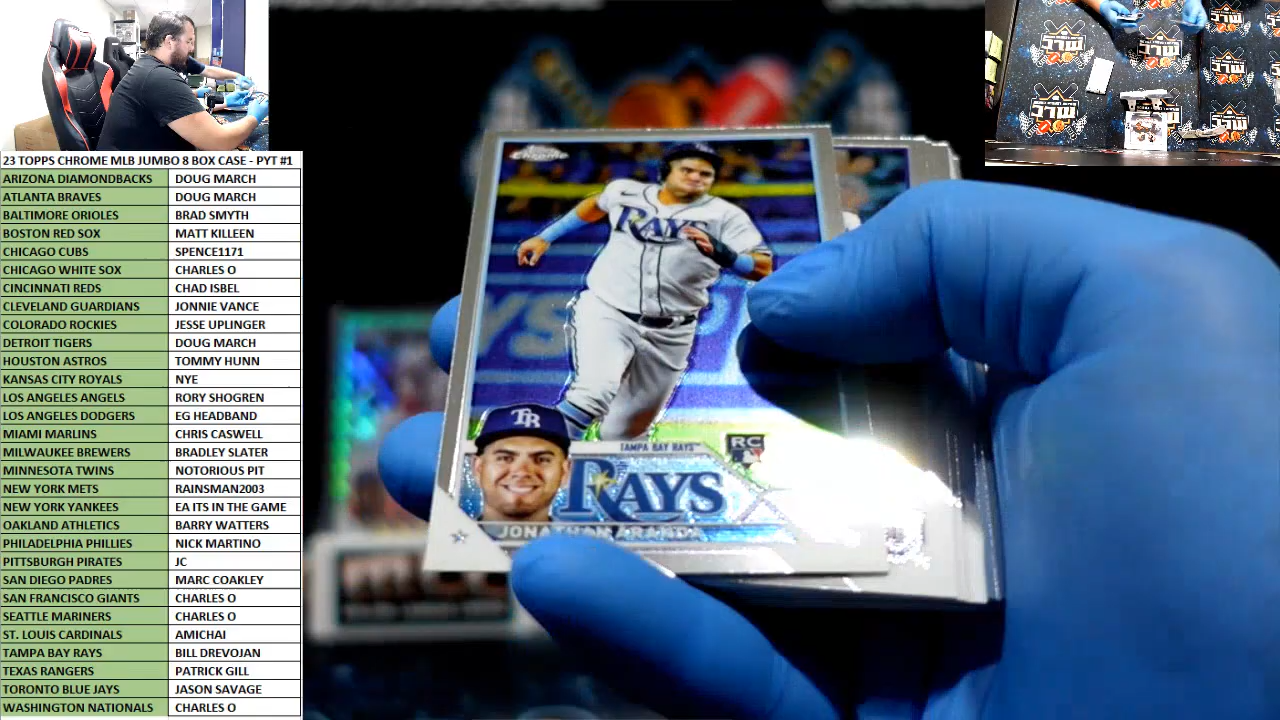 23 TOPPS CHROME MLB JUMBO 8 BOX CASE - PYT #1
ARIZONA DIAMONDBACKS DOUG MARCH
ATLANTA BRAVES DOUG MARCH
BALTIMORE ORIOLES BRAD SMYTH
BOSTON RED SOX MATT KILLEEN
CHICAGO CUBS SPENCE1171
CHICAGO WHITE SOX CHARLES O
CINCINNATI REDS CHAD ISBEL
CLEVELAND GUARDIANS JONNIE VANCE
COLORADO ROCKIES JESSE UPLINGER
DETROIT TIGERS DOUG MARCH
HOUSTON ASTROS TOMMY HUNN
KANSAS CITY ROYALS NYE
LOS ANGELES ANGELS RORY SHOGREN
LOS ANGELES DODGERS EG HEADBAND
MIAMI MARLINS CHRIS CASWELL
MILWAUKEE BREWERS BRADLEY SLATER
MINNESOTA TWINS NOTORIOUS PIT
NEW YORK METS RAINSMAN2003
NEW YORK YANKEES EA ITS IN THE GAME
OAKLAND ATHLETICS BARRY WATTERS
PHILADELPHIA PHILLIES NICK MARTINO
PITTSBURGH PIRATES JC
SAN DIEGO PADRES MARC COAKLEY
SAN FRANCISCO GIANTS CHARLES O
SEATTLE MARINERS CHARLES O
ST. LOUIS CARDINALS AMICHAI
TAMPA BAY RAYS BILL DREVOJAN
TEXAS RANGERS PATRICK GILL
TORONTO BLUE JAYS JASON SAVAGE
WASHINGTON NATIONALS CHARLES O
Topps Chrome
RAYS
TB
TAMPA BAY RAYS™
RC
RAYS
JONATHAN ARANDA